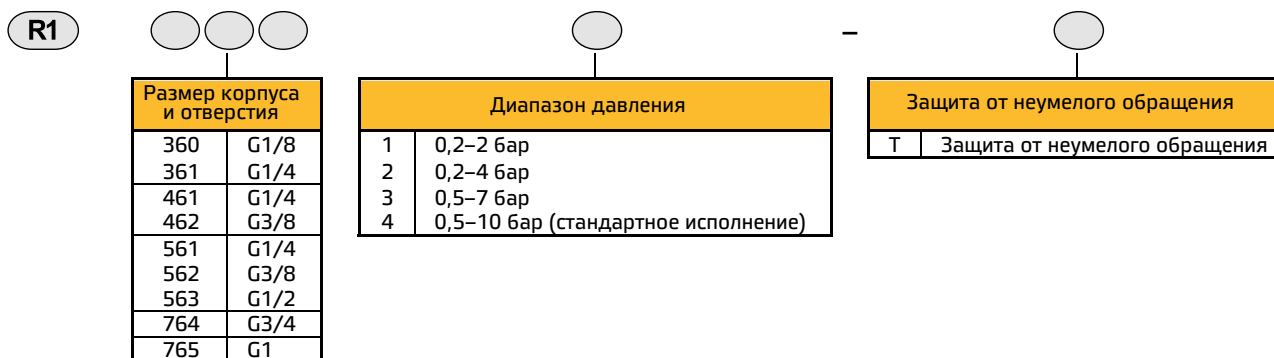 R1
–
Размер корпуса
и отверстия
360 G1/8
361 G1/4
461 G1/4
462 G3/8
561 G1/4
562 G3/8
563 G1/2
764 G3/4
765 G1
Диапазон давления
1 0,2–2 бар
2 0,2–4 бар
3 0,5–7 бар
4 0,5–10 бар (стандартное исполнение)
Защита от неумелого обращения
T Защита от неумелого обращения